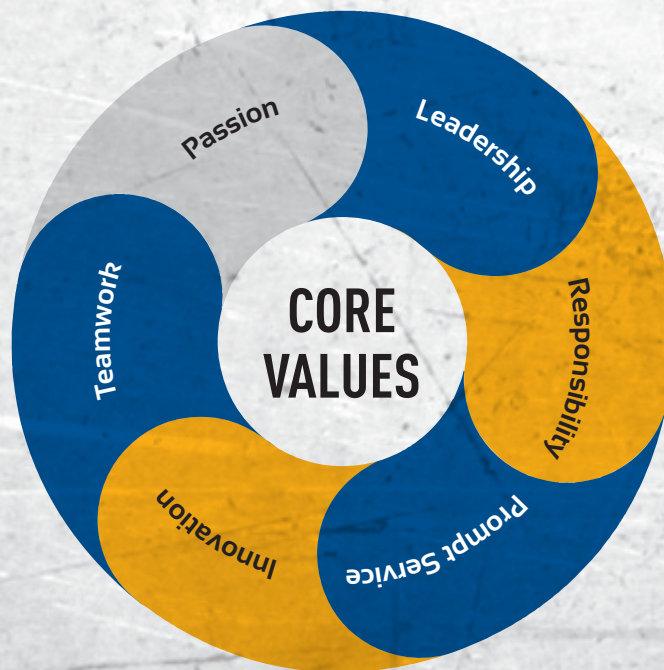 Passion
Leadership
Responsibility
Prompt Service
Innovation
Teamwork
CORE
VALUES